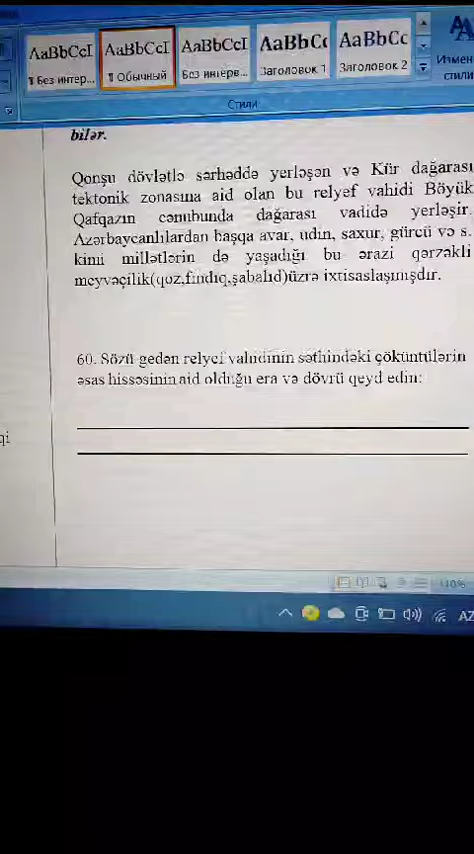 AaBbCcI
AaBbCcI
AaBbCcI
AaBbCc
AaBbCc
¶ Без интер...
¶ Обычный
Без интерв...
Заголовок 1
Заголовок 2
Измен
стили
Стили
bilər.
Qonşu dövlətlə sərhəddə yerləşən və Kür dağarası
tektonik zonasına aid olan bu relyef vahidi Böyük
Qafqazın cənubunda dağarası vadidə yerləşir.
Azərbaycanlılardan başqa avar, udin, saxur, gürcü və s.
kimi millətlərin də yaşadığı bu ərazi qərzəkli
meyvəçilik(qoz,fındıq,şabalıd)üzrə ixtisaslaşmışdır.
60. Sözü gedən relyef vahidinin səthindəki çöküntülərin
əsas hissəsinin aid olduğu era və dövrü qeyd edin:
qi
110%
AZ